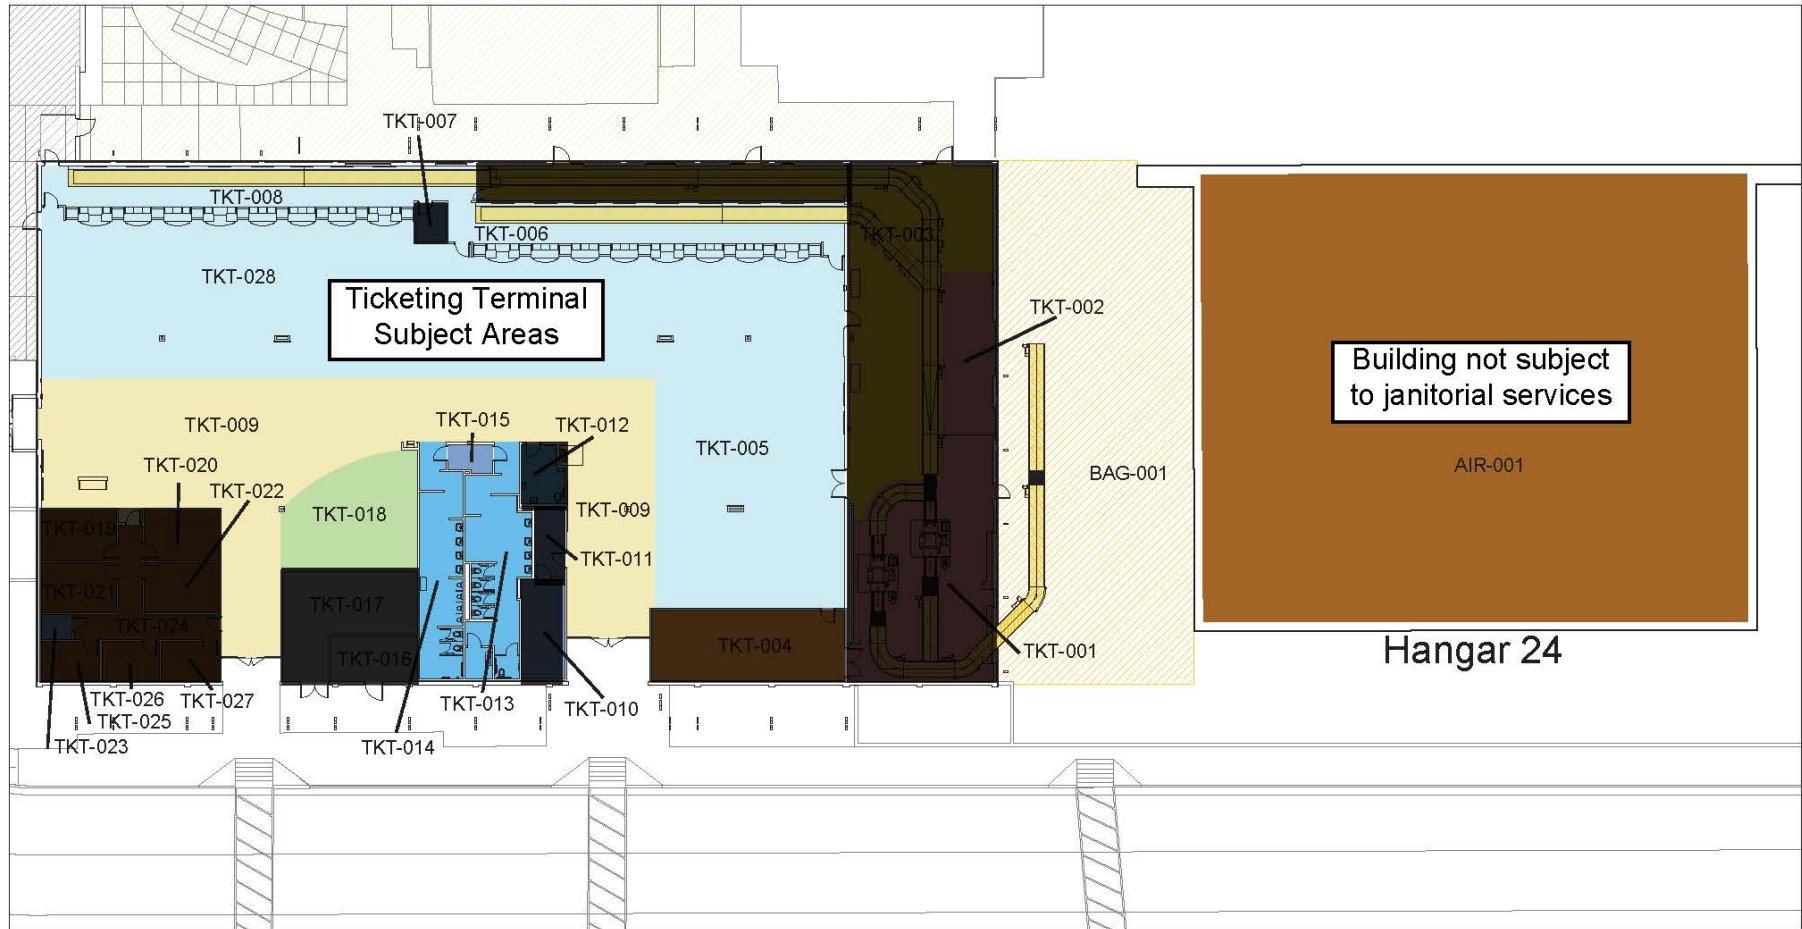 TKT-007
TKT-008
TKT-006
TKT-003
TKT-028
Ticketing Terminal
Subject Areas
TKT-002
Building not subject
to janitorial services
TKT-009
TKT-015
TKT-012
TKT-005
TKT-020
TKT-022
BAG-001
AIR-001
TKT-018
TKT-009
TKT-019
TKT-011
TKT-021
TKT-017
TKT-024
TKT-016
TKT-004
TKT-001
Hangar 24
TKT-026
TKT-027
TKT-013
TKT-010
TKT-025
TKT-023
TKT-014